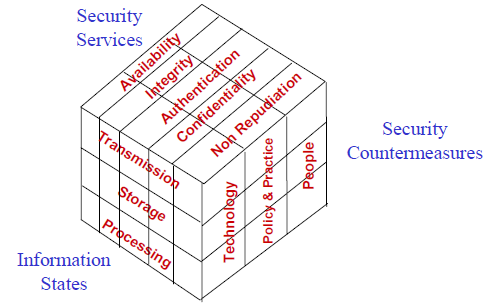 Security
Services
Availability
Integrity
Authentication
Confidentiality
Non Repudiation
Transmission
Storage
Processing
Technology
Policy & Practice
People
Security
Countermeasures
Information
States